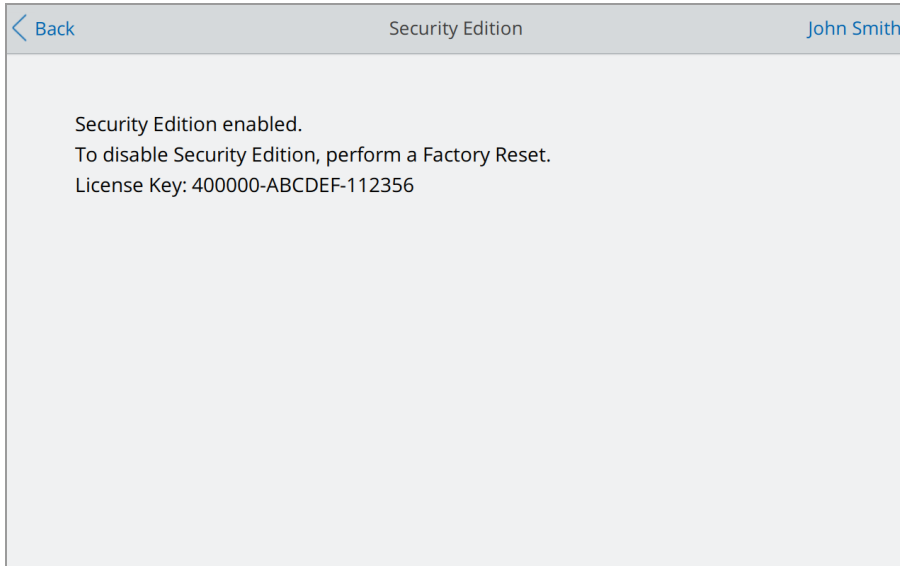 Back Security Edition John Smith
Security Edition enabled.
To disable Security Edition, perform a Factory Reset.
License Key: 400000-ABCDEF-112356